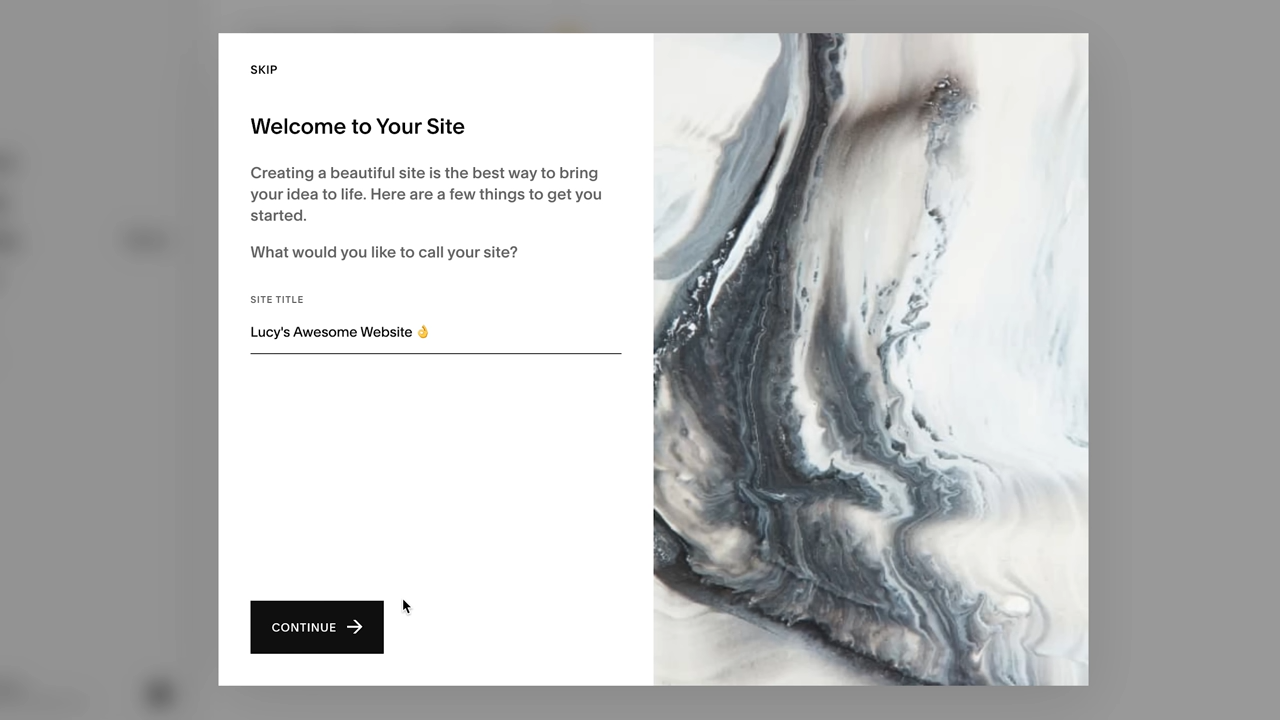 SKIP
Welcome to Your Site
Creating a beautiful site is the best way to bring
your idea to life. Here are a few things to get you
started.
What would you like to call your site?
SITE TITLE
Lucy's Awesome Website 👌
CONTINUE →